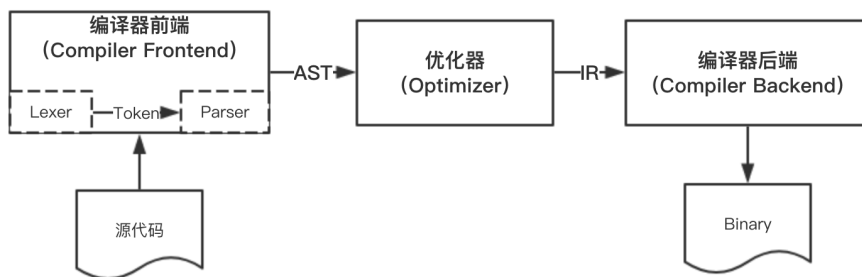 编译器前端
（Compiler Frontend）
Lexer
Token
Parser
AST
优化器
（Optimizer）
IR
编译器后端
（Compiler Backend）
源代码
Binary